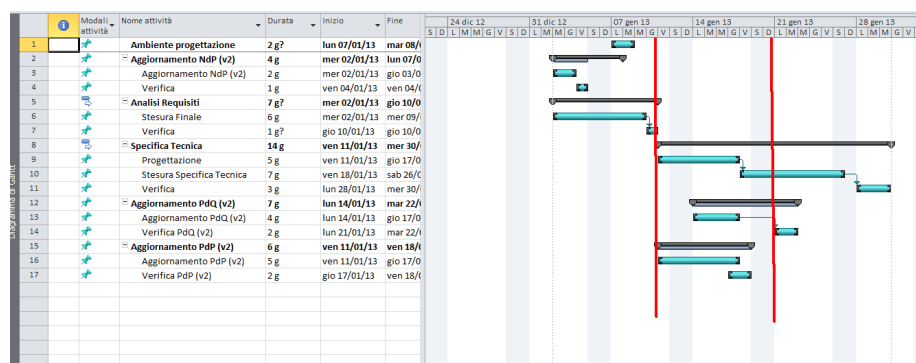 Modali attività Nome attività Durata Inizio Fine
24 dic 12 31 dic 12 07 gen 13 14 gen 13 21 gen 13 28 gen 13
S D L M M G V S D L M M G V S D L M M G V S D L M M G V S D L M M G V S D L M M G V
1 Ambiente progettazione 2 g? lun 07/01/13 mar 08/
2 Aggiornamento NdP (v2) 4 g mer 02/01/13 lun 07/0
3 Aggiornamento NdP (v2) 2 g mer 02/01/13 gio 03/0
4 Verifica 1 g ven 04/01/13 ven 04/0
5 Analisi Requisiti 7 g? mer 02/01/13 gio 10/0
6 Stesura Finale 6 g mer 02/01/13 mer 09/
7 Verifica 1 g? gio 10/01/13 gio 10/0
8 Specifica Tecnica 14 g ven 11/01/13 mer 30/
9 Progettazione 5 g ven 11/01/13 gio 17/0
10 Stesura Specifica Tecnica 7 g ven 18/01/13 sab 26/0
11 Verifica 3 g lun 28/01/13 mer 30/
12 Aggiornamento PdQ (v2) 7 g lun 14/01/13 mar 22/
13 Aggiornamento PdQ (v2) 4 g lun 14/01/13 gio 17/0
14 Verifica PdQ (v2) 2 g lun 21/01/13 mar 22/
15 Aggiornamento PdP (v2) 6 g ven 11/01/13 ven 18/
16 Aggiornamento PdP (v2) 5 g ven 11/01/13 gio 17/0
17 Verifica PdP (v2) 2 g gio 17/01/13 ven 18/
Diagramma di Gantt